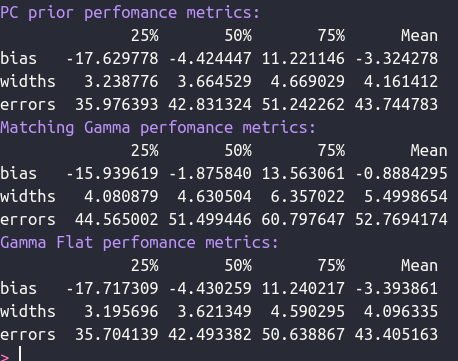 PC prior perfomance metrics:
25% 50% 75% Mean
bias -17.629778 -4.424447 11.221146 -3.324278
widths 3.238776 3.664529 4.669029 4.161412
errors 35.976393 42.831324 51.242262 43.744783
Matching Gamma perfomance metrics:
25% 50% 75% Mean
bias -15.939619 -1.875840 13.563061 -0.8884295
widths 4.080879 4.630504 6.357022 5.4998654
errors 44.565002 51.499446 60.797647 52.7694174
Gamma Flat perfomance metrics:
25% 50% 75% Mean
bias -17.717309 -4.430259 11.240217 -3.393861
widths 3.195696 3.621349 4.590295 4.096335
errors 35.704139 42.493382 50.638867 43.405163
>